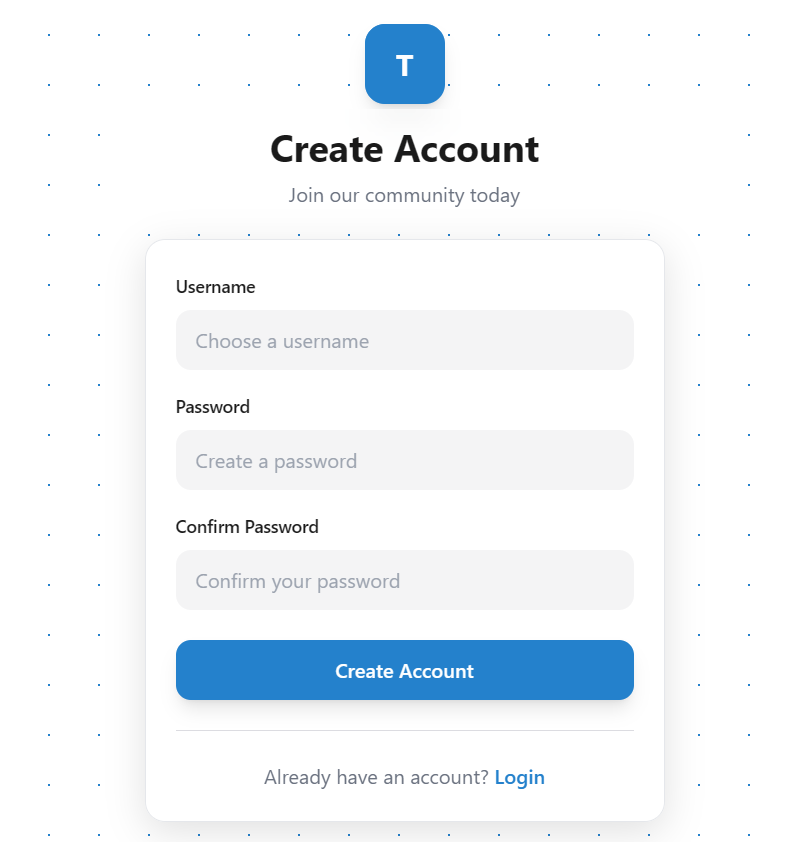 T
Create Account
Join our community today
Username
Choose a username
Password
Create a password
Confirm Password
Confirm your password
Create Account
Already have an account? Login